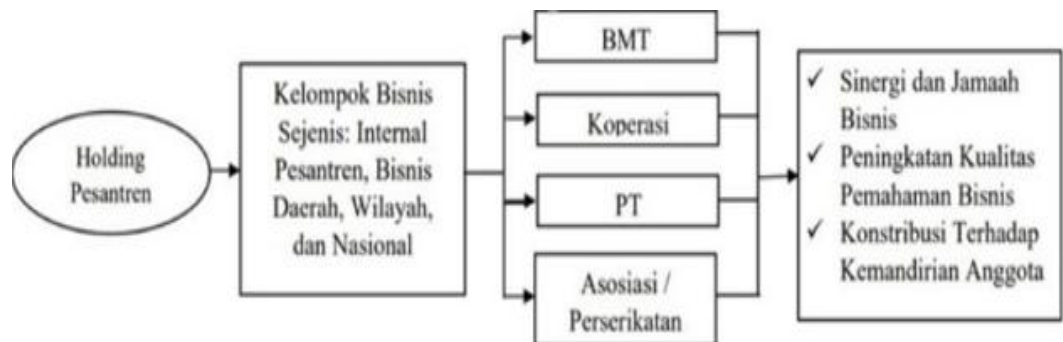 Holding
Pesantren
Kelompok Bisnis
Sejenis: Internal
Pesantren, Bisnis
Daerah, Wilayah,
dan Nasional
BMT
Koperasi
PT
Asosiasi /
Perserikatan
✓ Sinergi dan Jamaah
Bisnis
✓ Peningkatan Kualitas
Pemahaman Bisnis
✓ Konstribusi Terhadap
Kemandirian Anggota